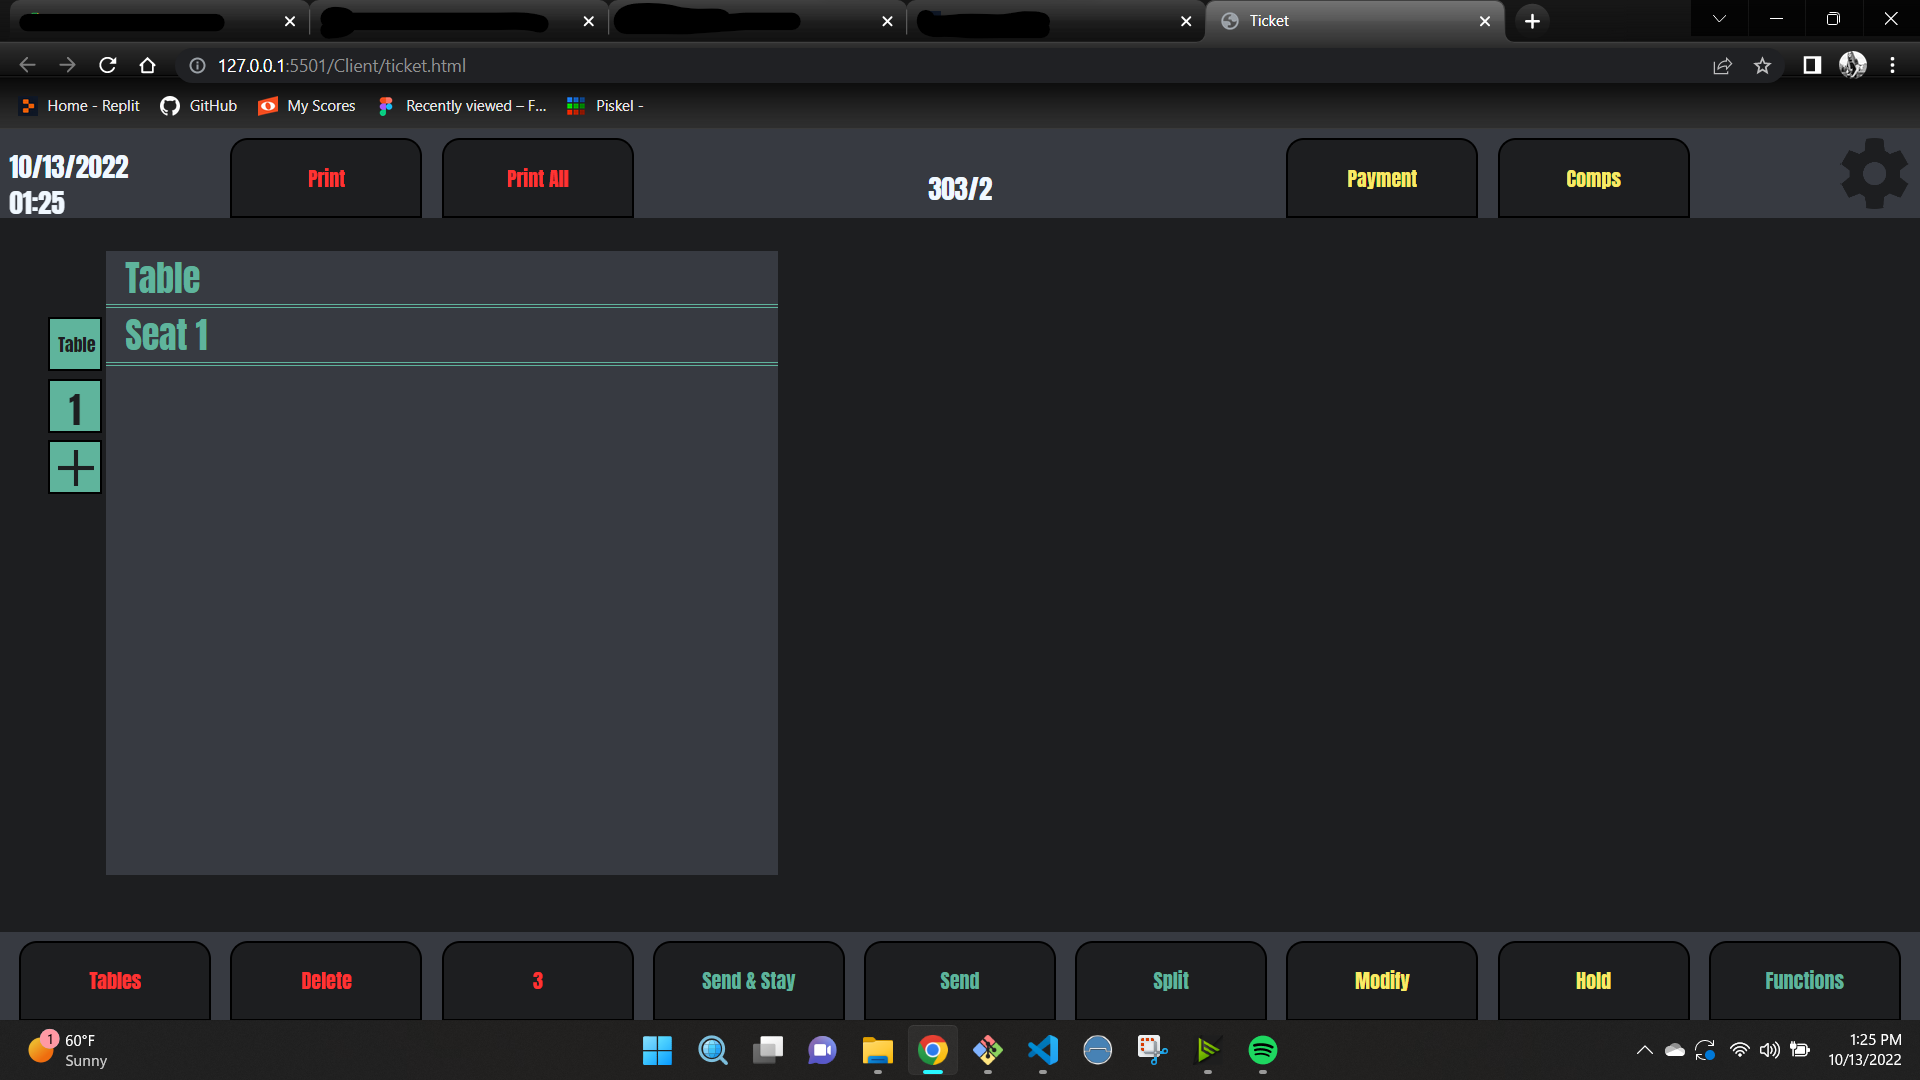 Ticket
127.0.0.1:5501/Client/ticket.html
Home - Replit GitHub My Scores Recently viewed – F... Piskel -
10/13/2022
01:25
Print Print All 303/2 Payment Comps
Table
Seat 1
Table
1
Tables Delete 3 Send & Stay Send Split Modify Hold Functions
1 60°F
Sunny
1:25 PM
10/13/2022